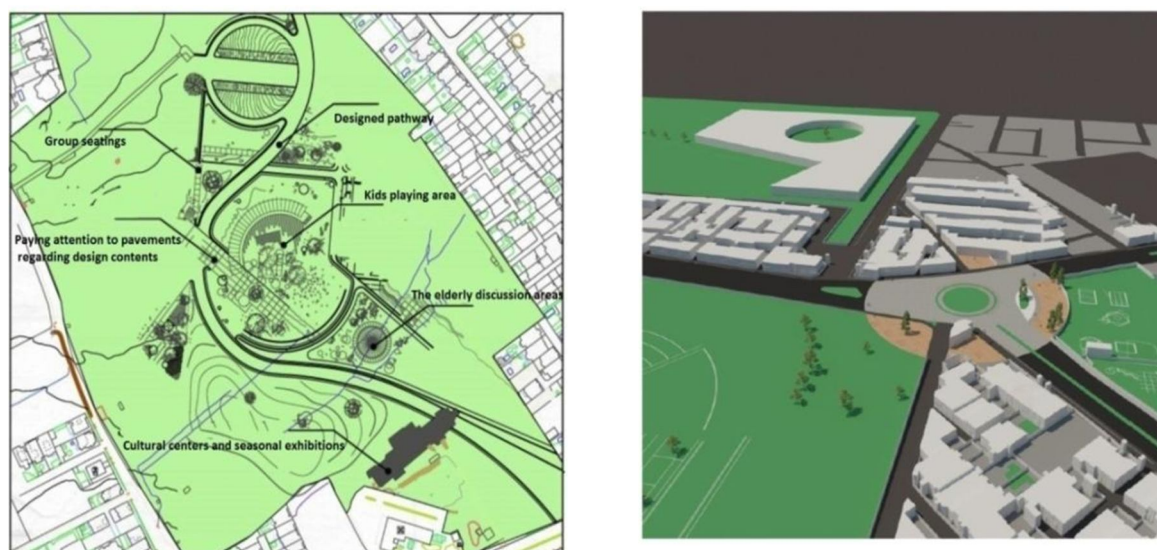 Designed pathway
Group seatings
Kids playing area
Paying attention to pavements
regarding design contents
The elderly discussion areas
Cultural centers and seasonal exhibitions